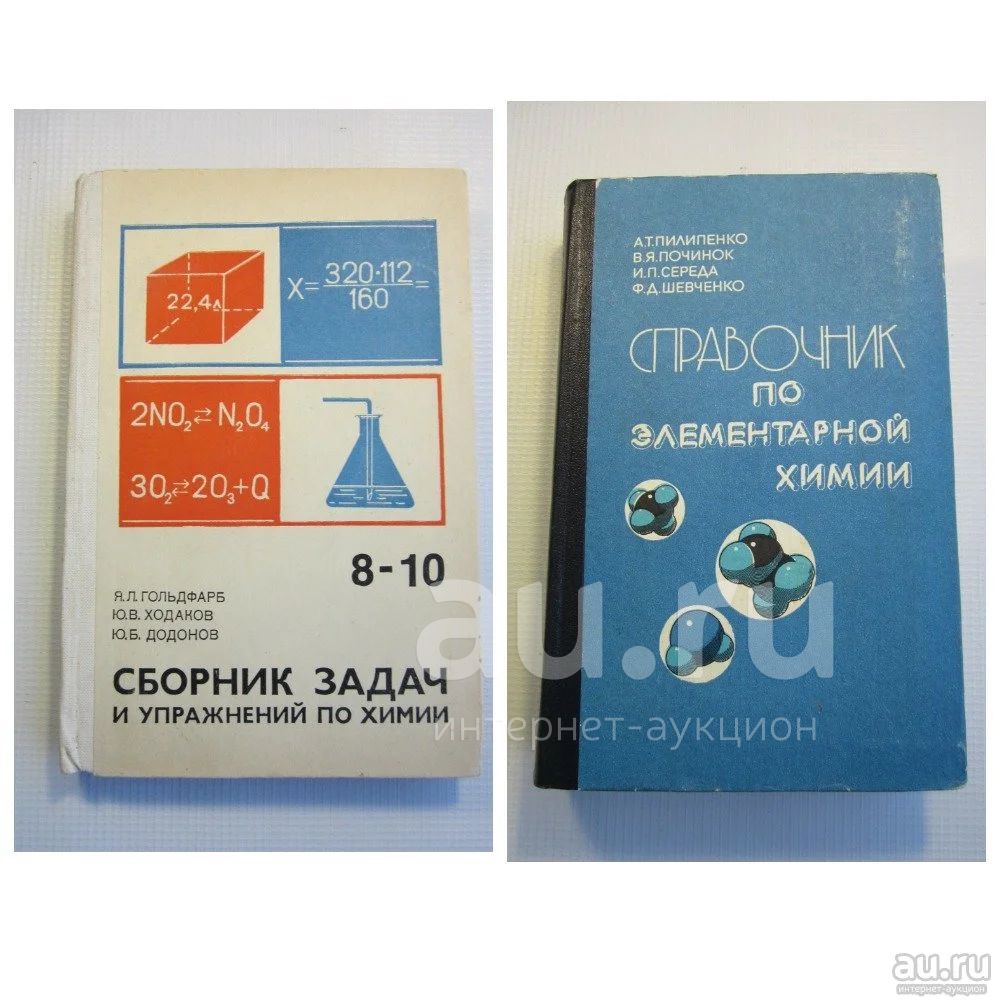 22,4л
X= 320·112 / 160 =
2NO₂ ⇄ N₂O₄
3O₂ ⇄ 2O₃+Q
8-10
Я.Л.ГОЛЬДФАРБ
Ю.В.ХОДАКОВ
Ю.Б.ДОДОНОВ
СБОРНИК ЗАДАЧ
И УПРАЖНЕНИЙ ПО ХИМИИ
А.Т.ПИЛИПЕНКО
В.Я.ПОЧИНОК
И.П.СЕРЕДА
Ф.Д.ШЕВЧЕНКО
СПРАВОЧНИК
ПО
ЭЛЕМЕНТАРНОЙ
ХИМИИ
au.ru
интернет-аукцион
au.ru
интернет-аукцион